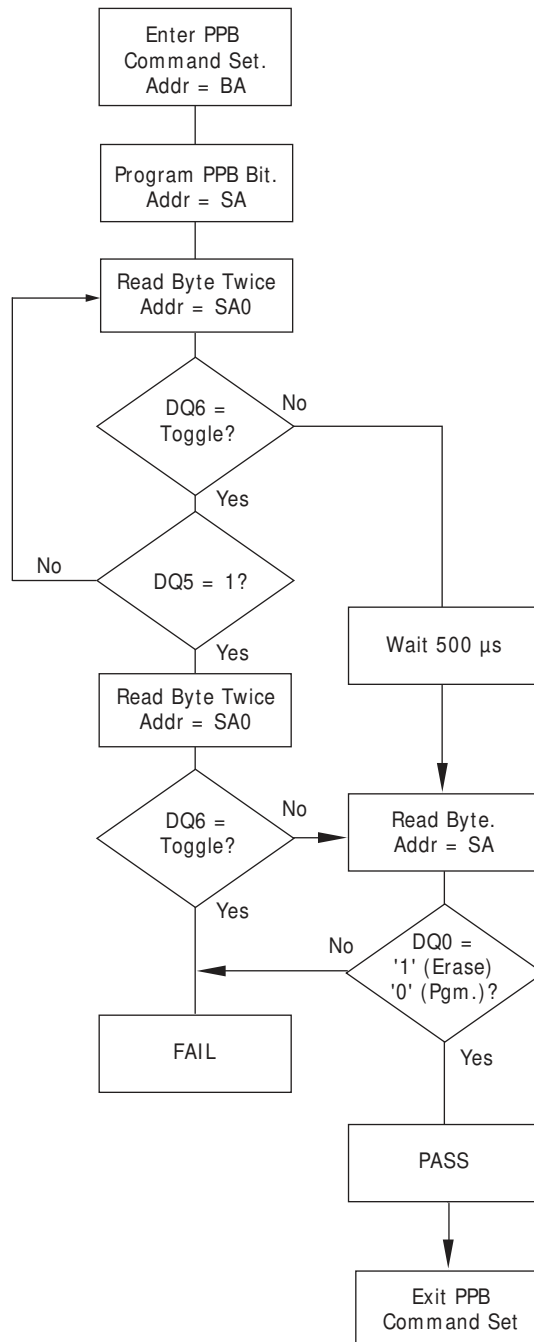 Enter PPB
Command Set.
Addr = BA
Program PPB Bit.
Addr = SA
Read Byte Twice
Addr = SA0
DQ6 =
Toggle?
No
Yes
DQ5 = 1?
No
Yes
Wait 500 µs
Read Byte Twice
Addr = SA0
DQ6 =
Toggle?
No
Yes
Read Byte.
Addr = SA
DQ0 =
'1' (Erase)
'0' (Pgm.)?
No
Yes
FAIL
PASS
Exit PPB
Command Set